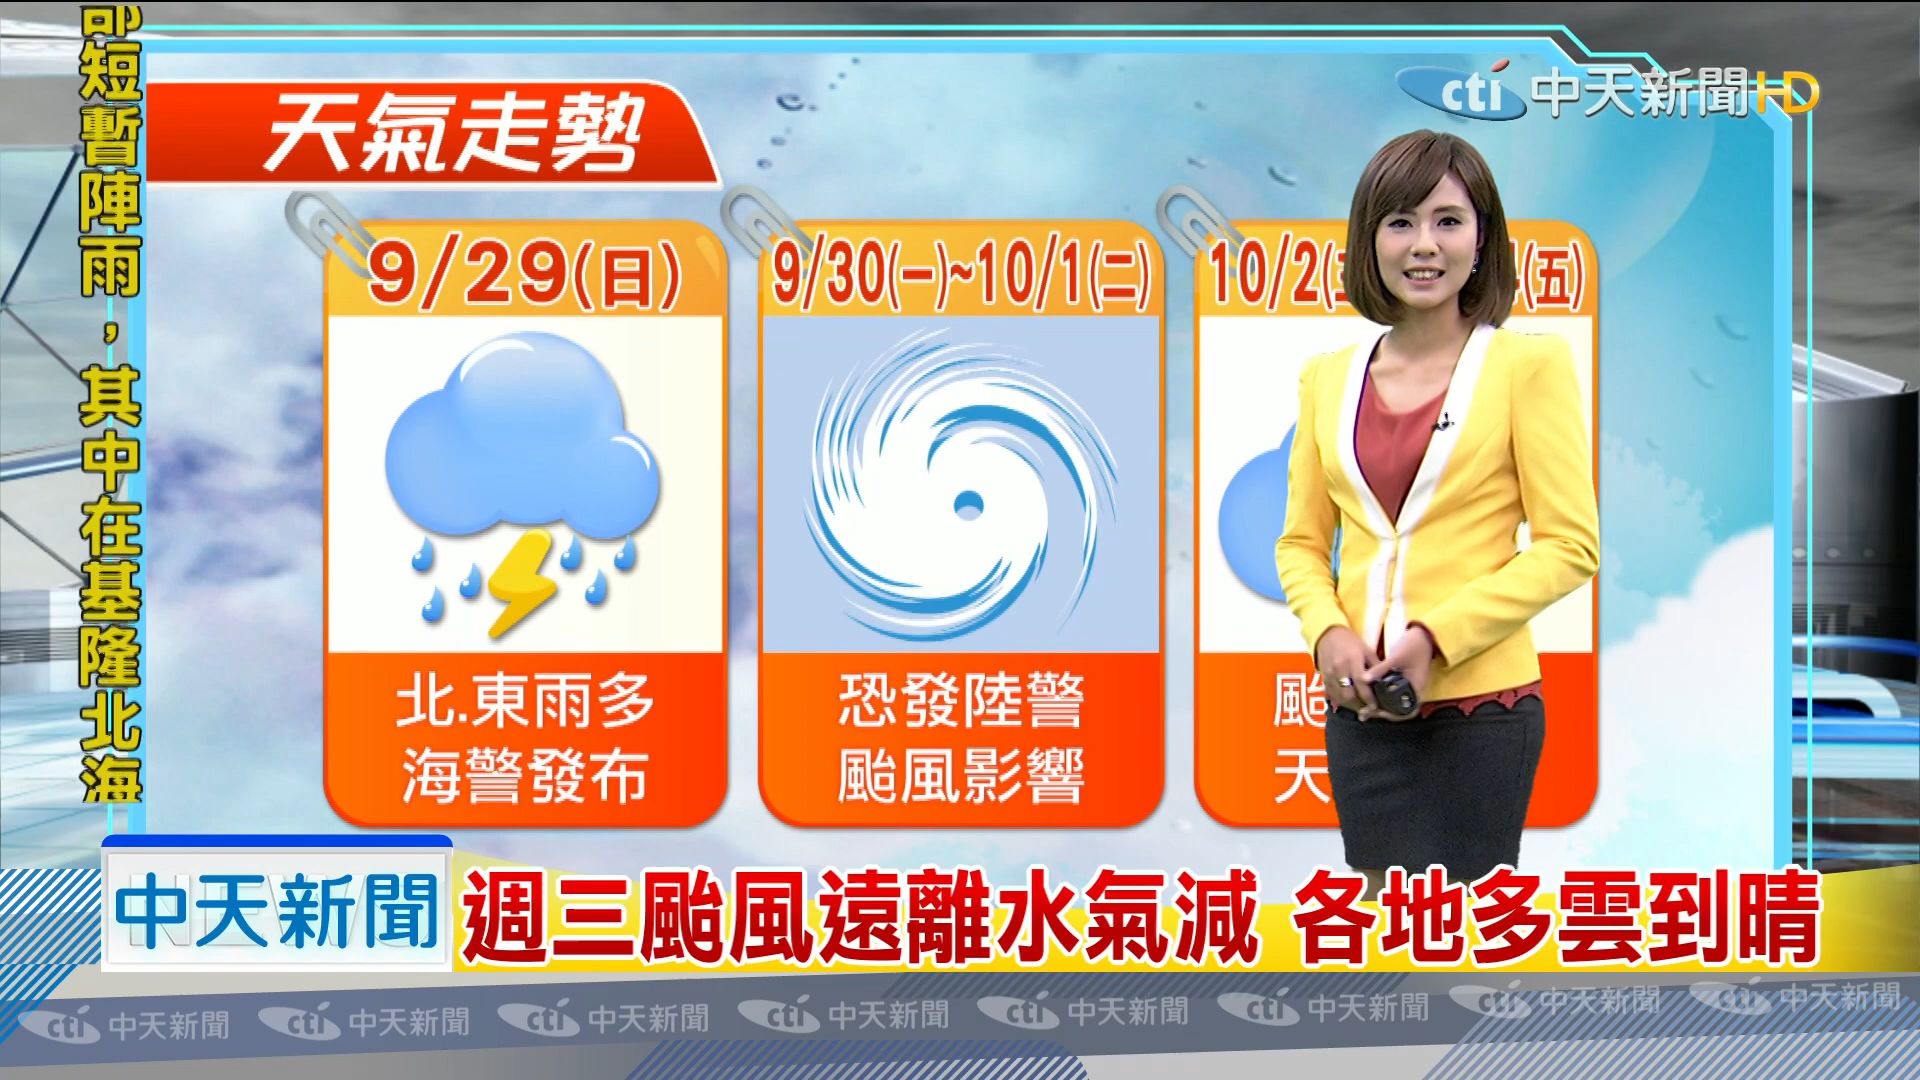 部短暫陣雨，其中在基隆北海
天氣走勢
cti 中天新聞HD
9/29(日)
北.東雨多
海警發布
9/30(一)~10/1(二)
恐發陸警
颱風影響
10/2(三
(五)
颱
天
中天新聞
週三颱風遠離水氣減 各地多雲到晴
cti 中天新聞 cti 中天新聞 cti 中天新聞 cti 中天新聞 cti 中天新聞 cti 中天新聞 cti 中天新聞 cti 中天新聞